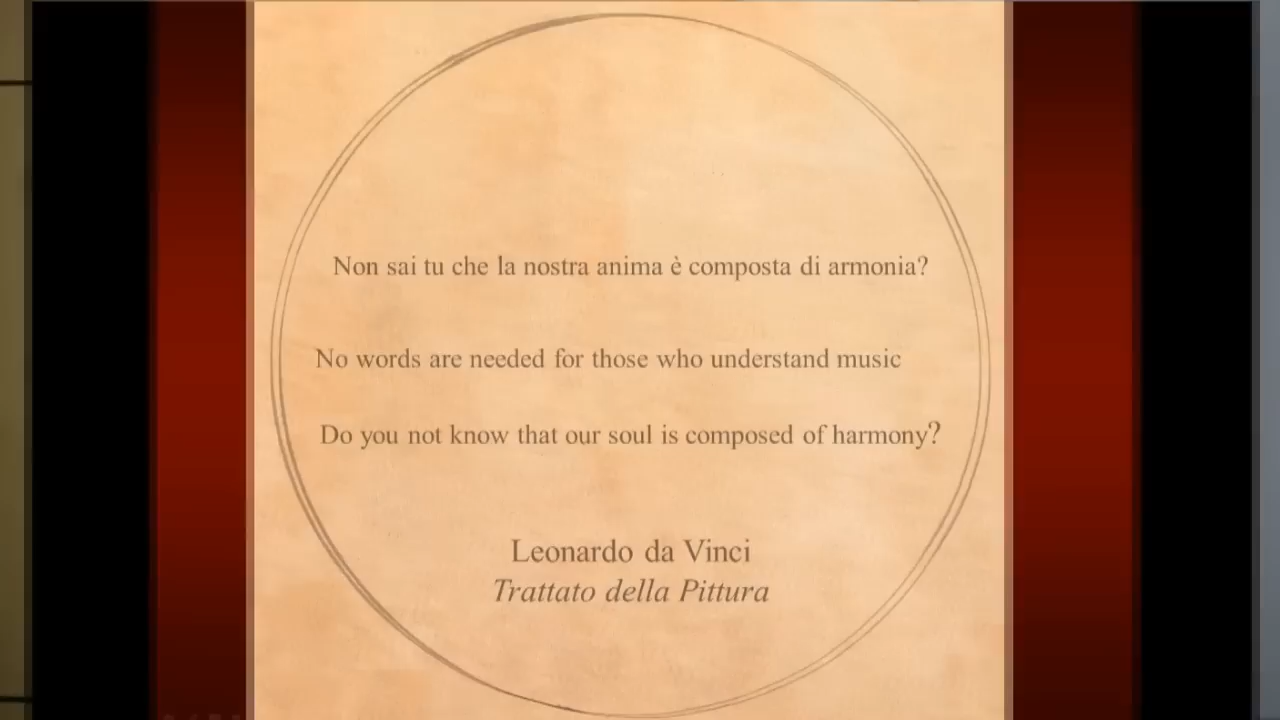 Non sai tu che la nostra anima è composta di armonia?
No words are needed for those who understand music
Do you not know that our soul is composed of harmony?
Leonardo da Vinci
Trattato della Pittura